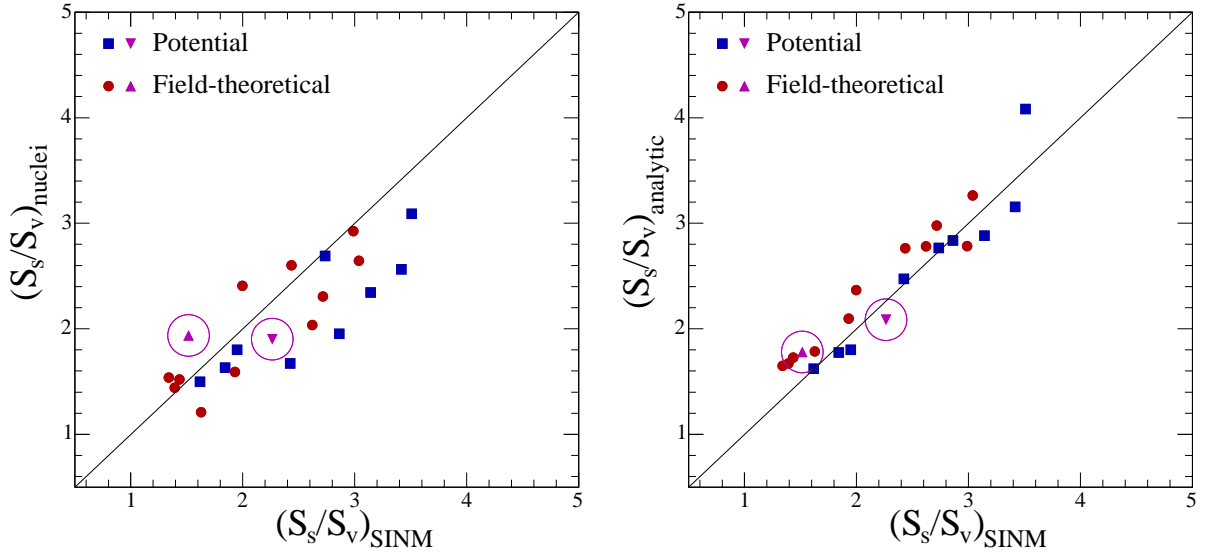 5
4
3
2
1
(Ss/Sv)nuclei
Potential
Field-theoretical
1 2 3 4 5
(Ss/Sv)SINM
5
4
3
2
1
(Ss/Sv)analytic
Potential
Field-theoretical
1 2 3 4 5
(Ss/Sv)SINM